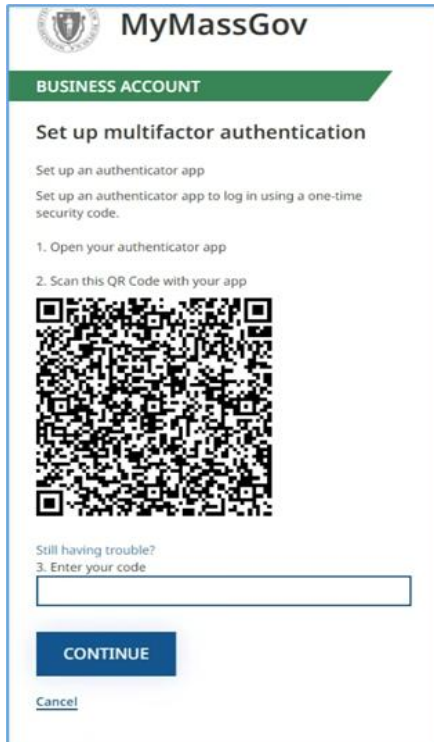 MyMassGov
BUSINESS ACCOUNT
Set up multifactor authentication
Set up an authenticator app
Set up an authenticator app to log in using a one-time
security code.
1. Open your authenticator app
2. Scan this QR Code with your app
Still having trouble?
3. Enter your code
CONTINUE
Cancel